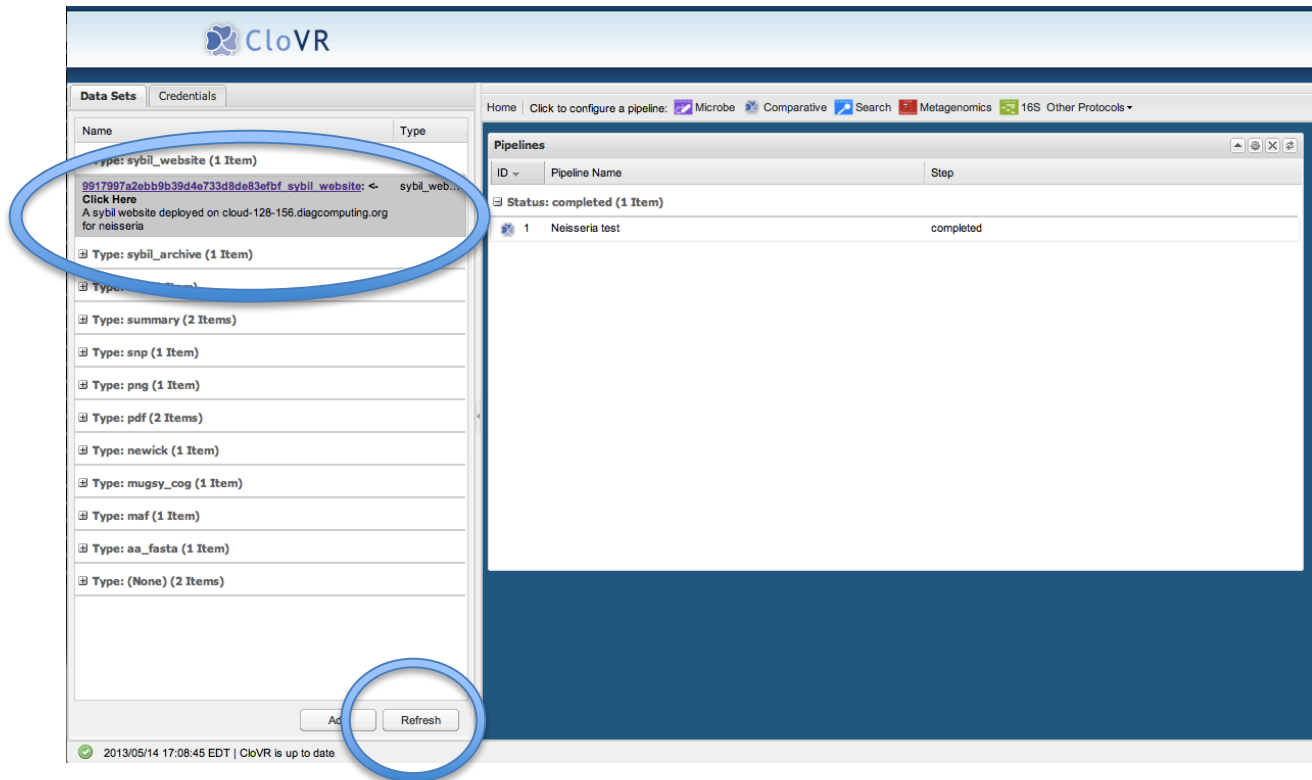 CloVR
Data Sets Credentials
Home Click to configure a pipeline: Microbe Comparative Search Metagenomics 16S Other Protocols
Name Type
Type: sybil_website (1 Item)
9917997a2ebb9b39d4e733d8de83efbf_sybil_website: <- sybil_web...
Click Here
A sybil website deployed on cloud-128-156.diagcomputing.org
for neisseria
Type: sybil_archive (1 Item)
Type:
Type: summary (2 Items)
Type: snp (1 Item)
Type: png (1 Item)
Type: pdf (2 Items)
Type: newick (1 Item)
Type: mugsy_cog (1 Item)
Type: maf (1 Item)
Type: aa_fasta (1 Item)
Type: (None) (2 Items)
Refresh
2013/05/14 17:08:45 EDT | CloVR is up to date
Pipelines
ID Pipeline Name Step
Status: completed (1 Item)
1 Neisseria test completed